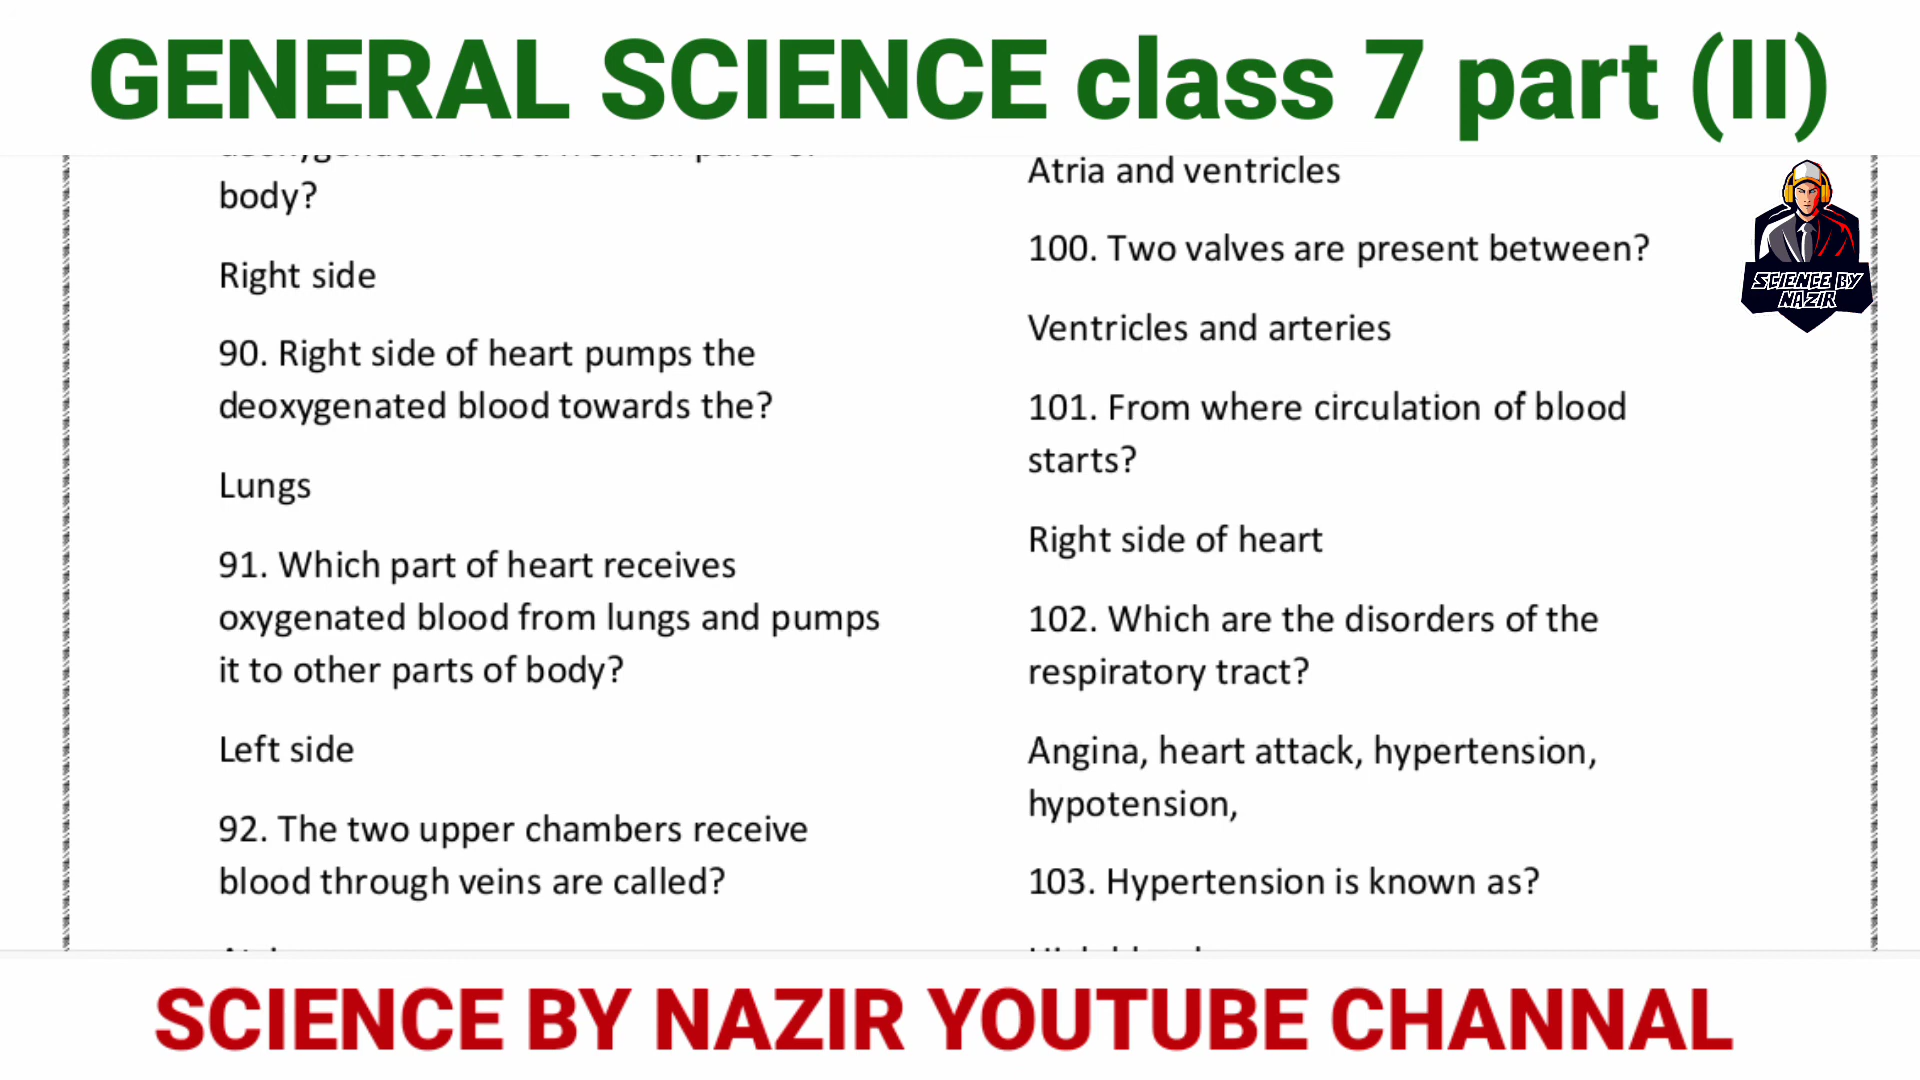 GENERAL SCIENCE class 7 part (II)
body?
Right side
90. Right side of heart pumps the
deoxygenated blood towards the?
Lungs
91. Which part of heart receives
oxygenated blood from lungs and pumps
it to other parts of body?
Left side
92. The two upper chambers receive
blood through veins are called?
Atria and ventricles
100. Two valves are present between?
Ventricles and arteries
101. From where circulation of blood
starts?
Right side of heart
102. Which are the disorders of the
respiratory tract?
Angina, heart attack, hypertension,
hypotension,
103. Hypertension is known as?
SCIENCE BY
NAZIR
SCIENCE BY NAZIR YOUTUBE CHANNAL